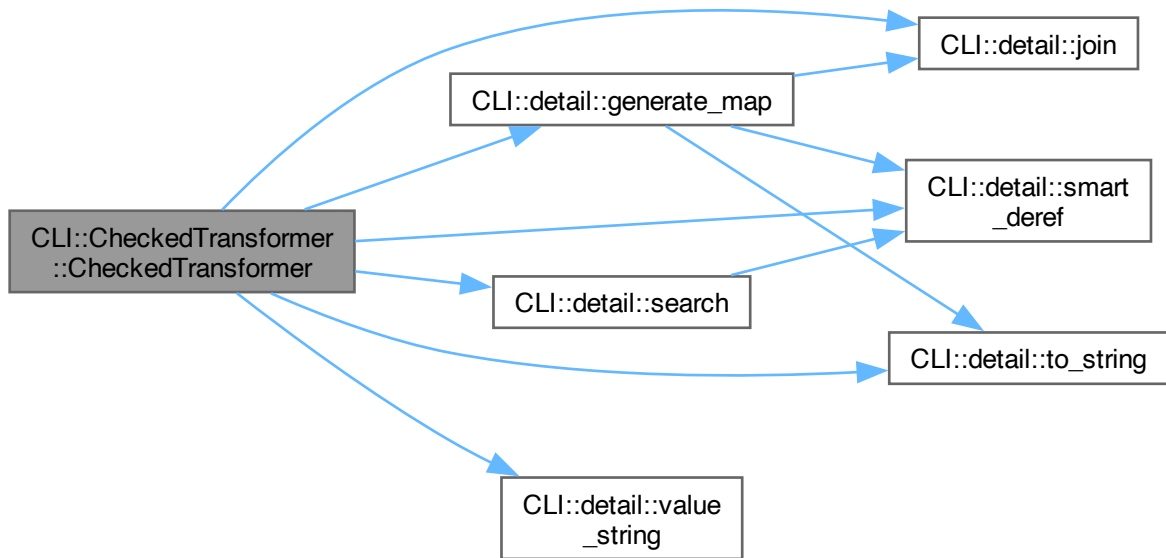 CLI::detail::join
CLI::detail::generate_map
CLI::detail::smart
_deref
CLI::CheckedTransformer
::CheckedTransformer
CLI::detail::search
CLI::detail::to_string
CLI::detail::value
_string